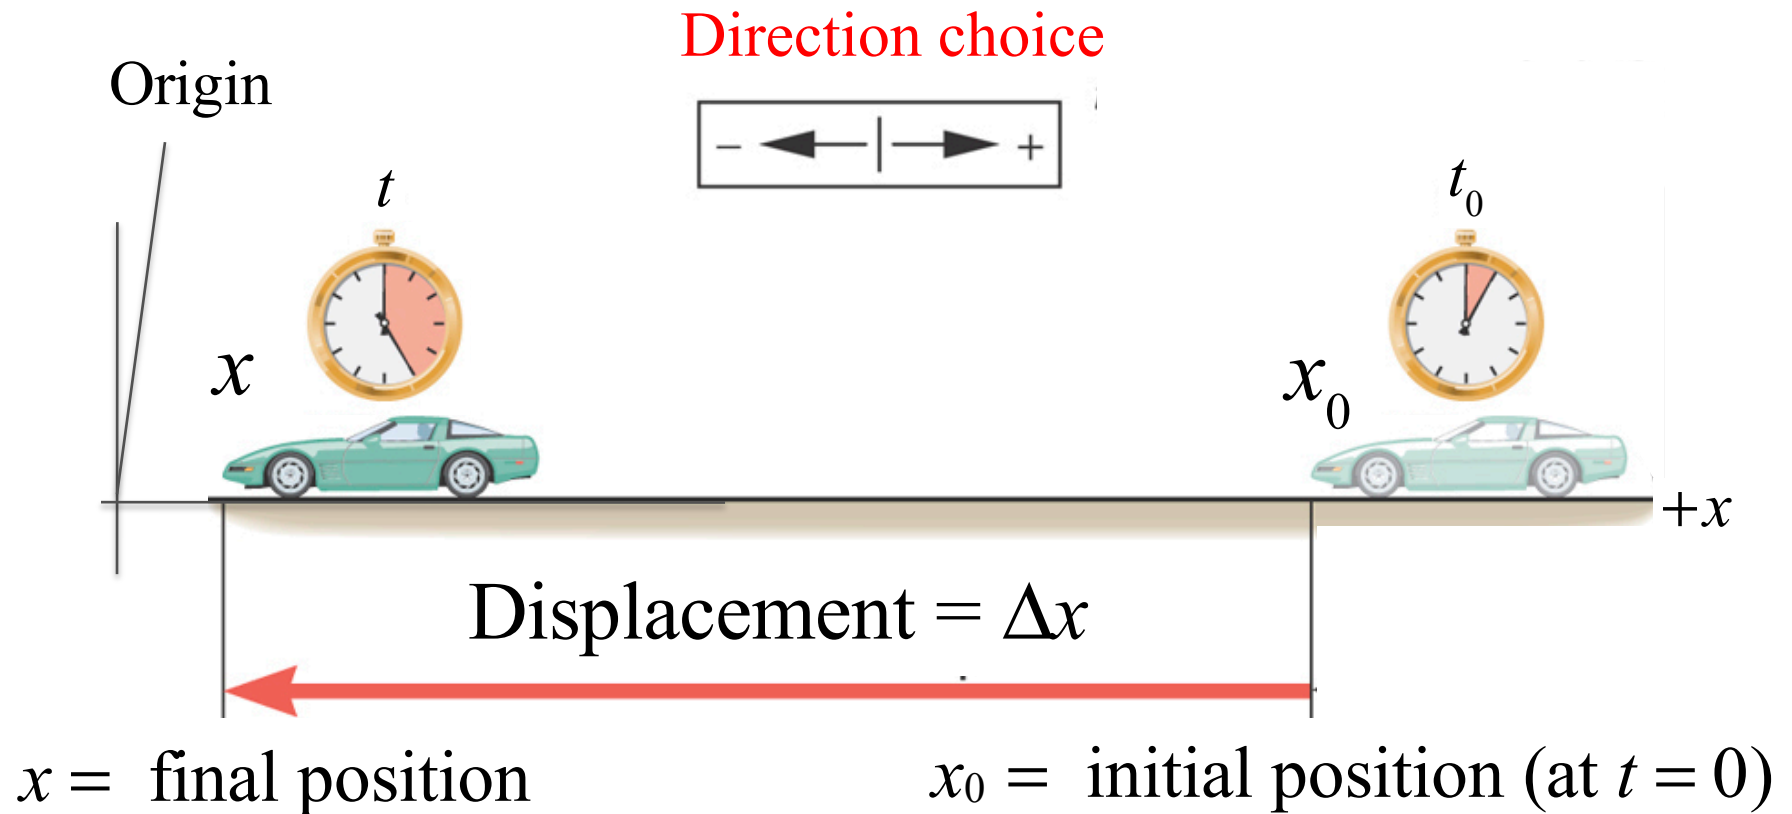 Direction choice
Origin
− +
t
t₀
x
x₀
+x
Displacement = Δx
x = final position
x₀ = initial position (at t = 0)